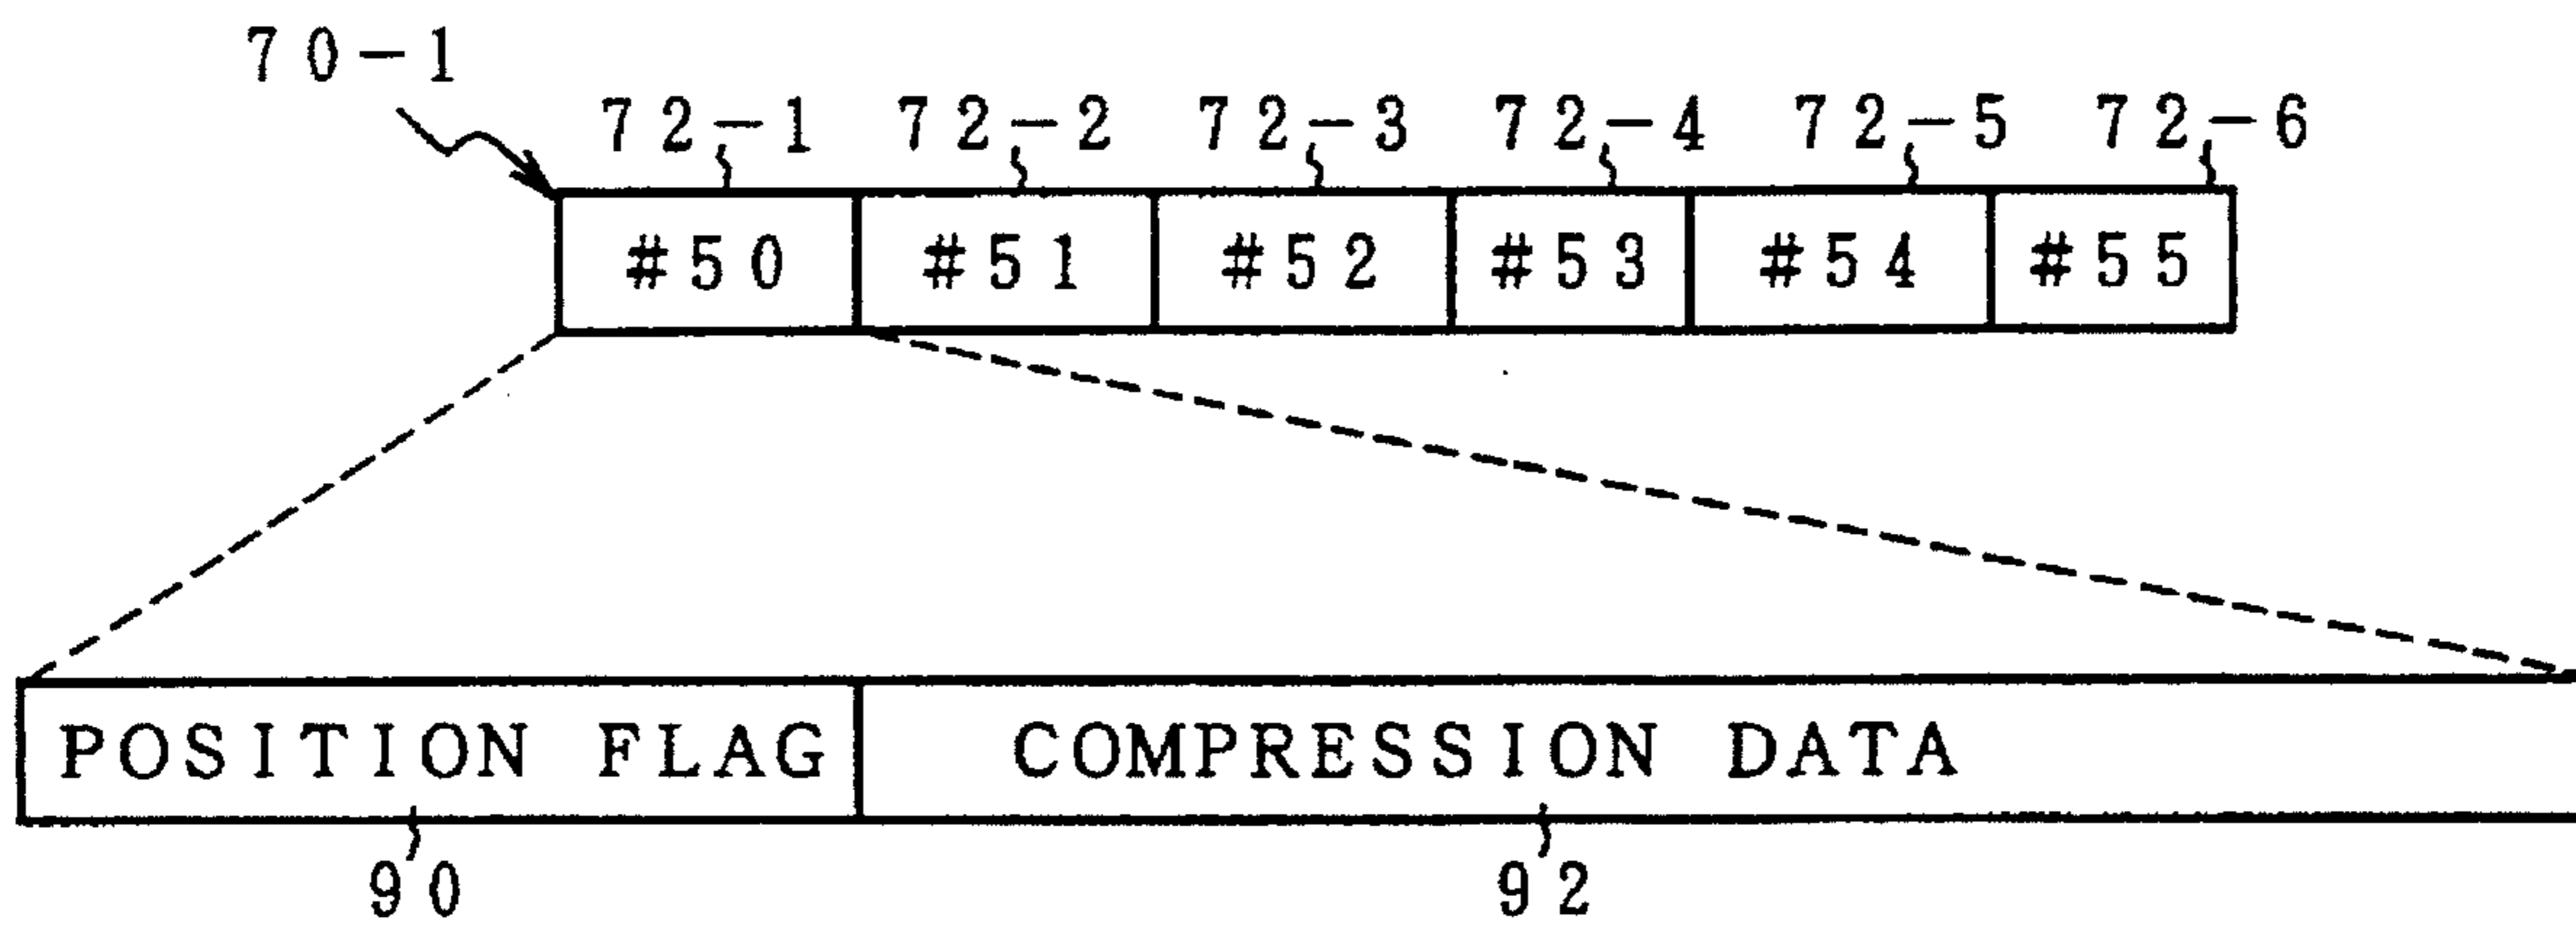 70-1
72-1 72-2 72-3 72-4 72-5 72-6
#50 #51 #52 #53 #54 #55
POSITION FLAG COMPRESSION DATA
90 92